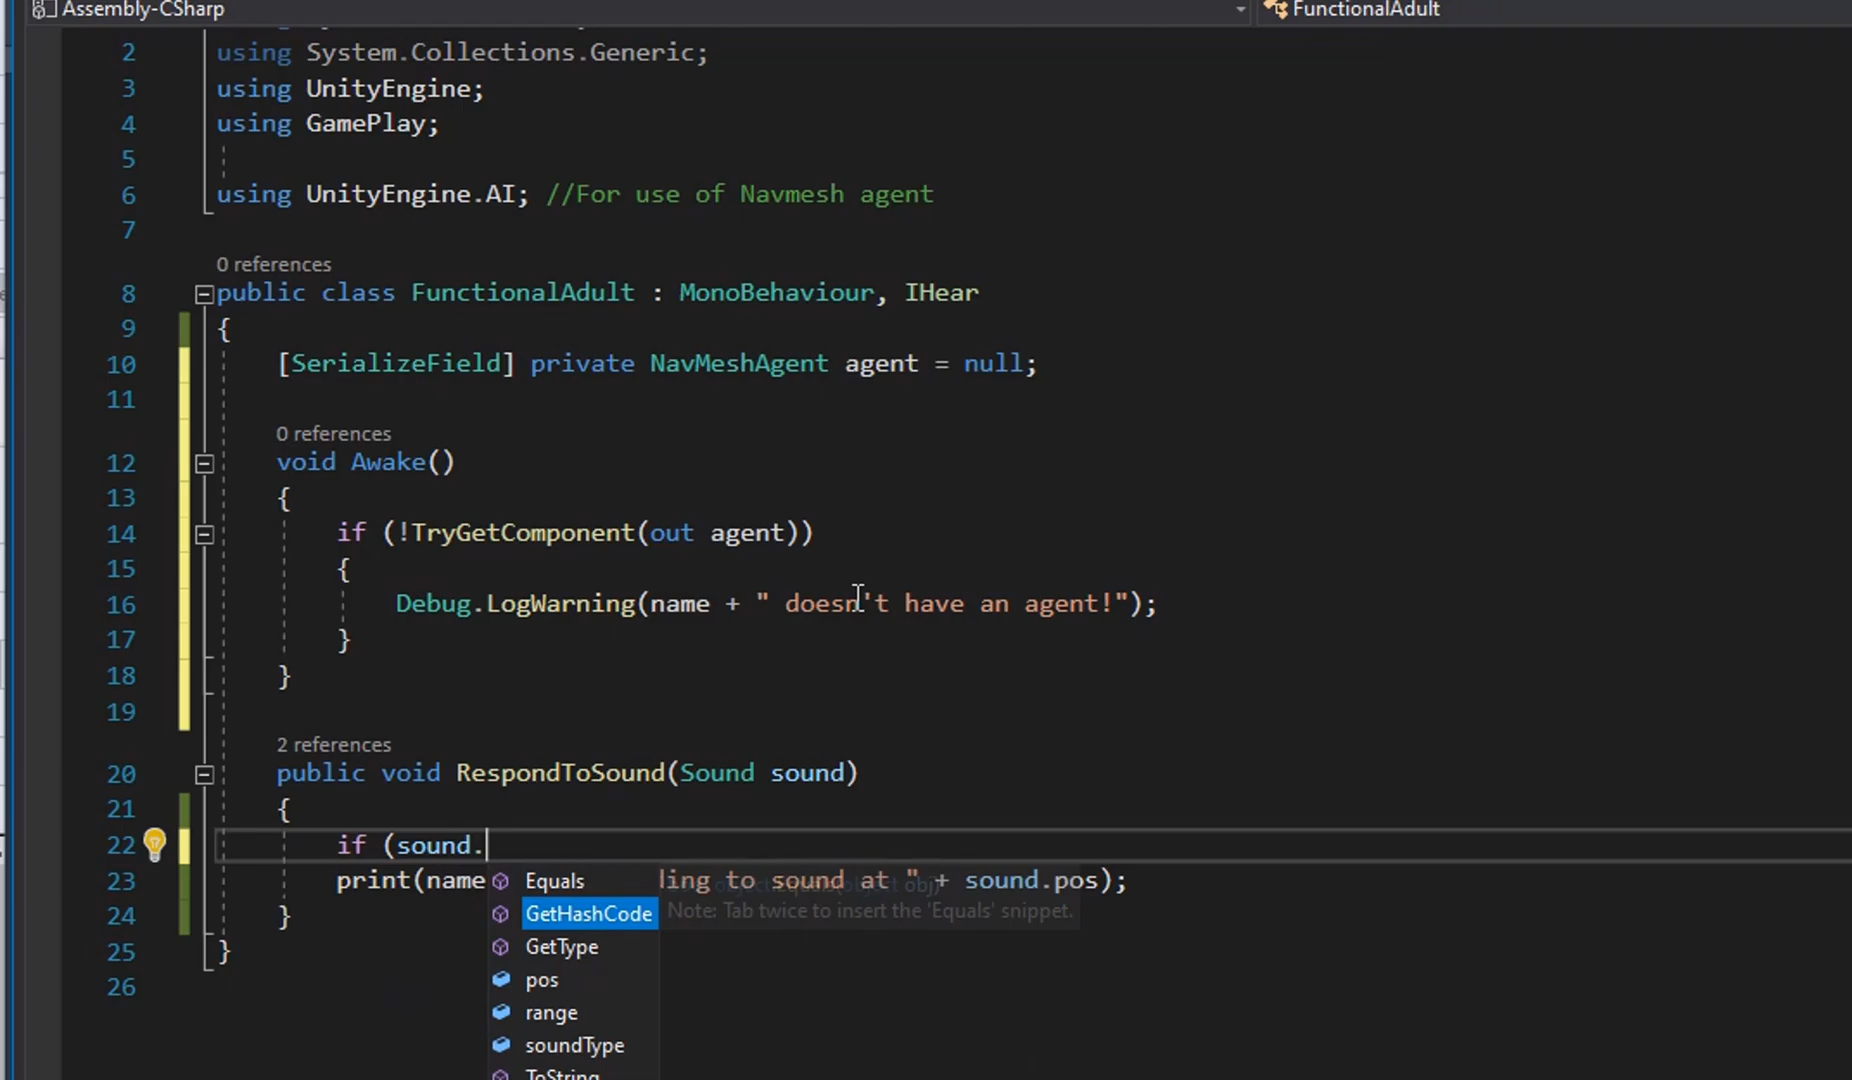 Assembly-CSharp FunctionalAdult
2 using System.Collections.Generic;
3 using UnityEngine;
4 using GamePlay;
5
6 using UnityEngine.AI; //For use of Navmesh agent
7
0 references
8 public class FunctionalAdult : MonoBehaviour, IHear
9 {
10 [SerializeField] private NavMeshAgent agent = null;
11
0 references
12 void Awake()
13 {
14 if (!TryGetComponent(out agent))
15 {
16 Debug.LogWarning(name + " doesn't have an agent!");
17 }
18 }
19
2 references
20 public void RespondToSound(Sound sound)
21 {
22 if (sound.
23 print(name Equals ling to sound at " + sound.pos);
24 } GetHashCode Note: Tab twice to insert the 'Equals' snippet.
25 } GetType
pos
26
range
soundType
ToString